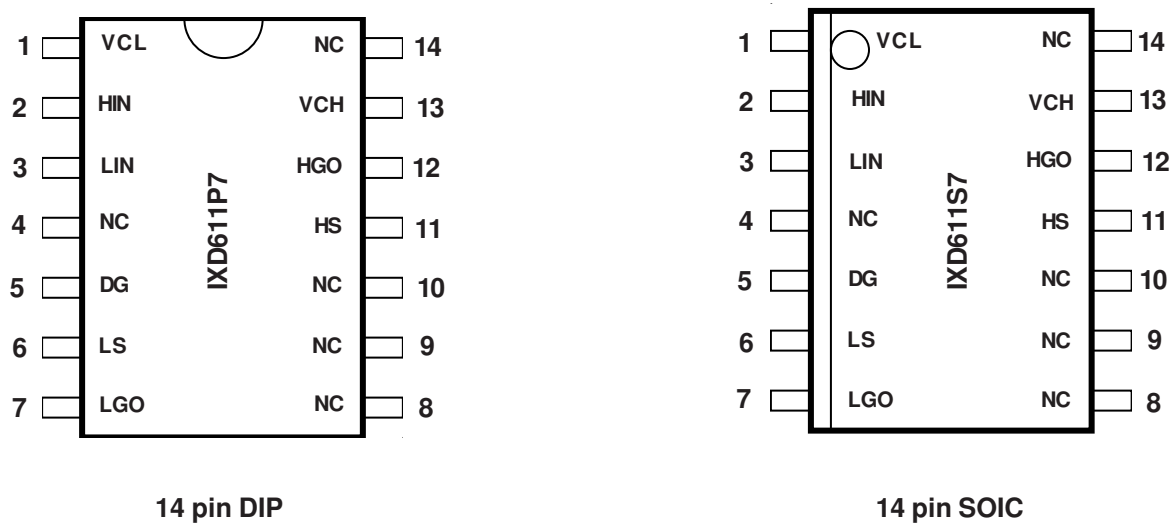 1 VCL NC 14
2 HIN VCH 13
3 LIN HGO 12
4 NC HS 11
5 DG NC 10
6 LS NC 9
7 LGO NC 8
IXD611P7
14 pin DIP
1 VCL NC 14
2 HIN VCH 13
3 LIN HGO 12
4 NC HS 11
5 DG NC 10
6 LS NC 9
7 LGO NC 8
IXD611S7
14 pin SOIC